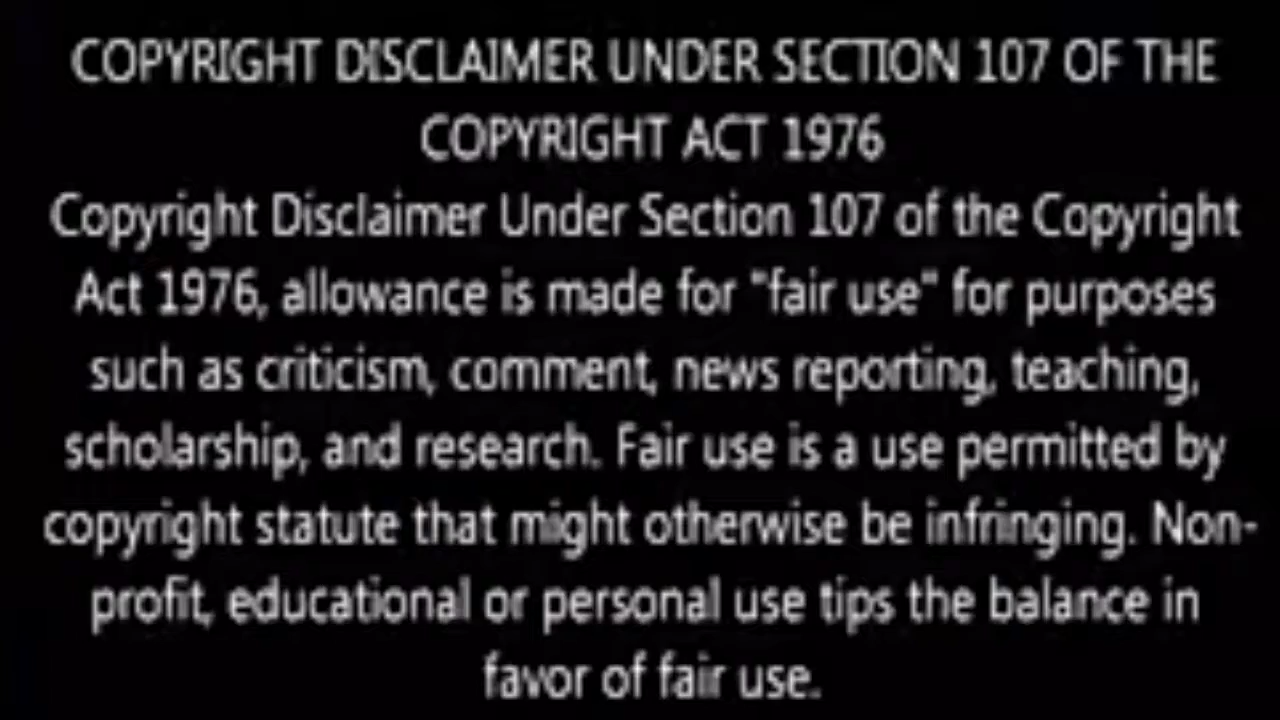 COPYRIGHT DISCLAIMER UNDER SECTION 107 OF THE
COPYRIGHT ACT 1976
Copyright Disclaimer Under Section 107 of the Copyright
Act 1976, allowance is made for "fair use" for purposes
such as criticism, comment, news reporting, teaching,
scholarship, and research. Fair use is a use permitted by
copyright statute that might otherwise be infringing. Non-
profit, educational or personal use tips the balance in
favor of fair use.